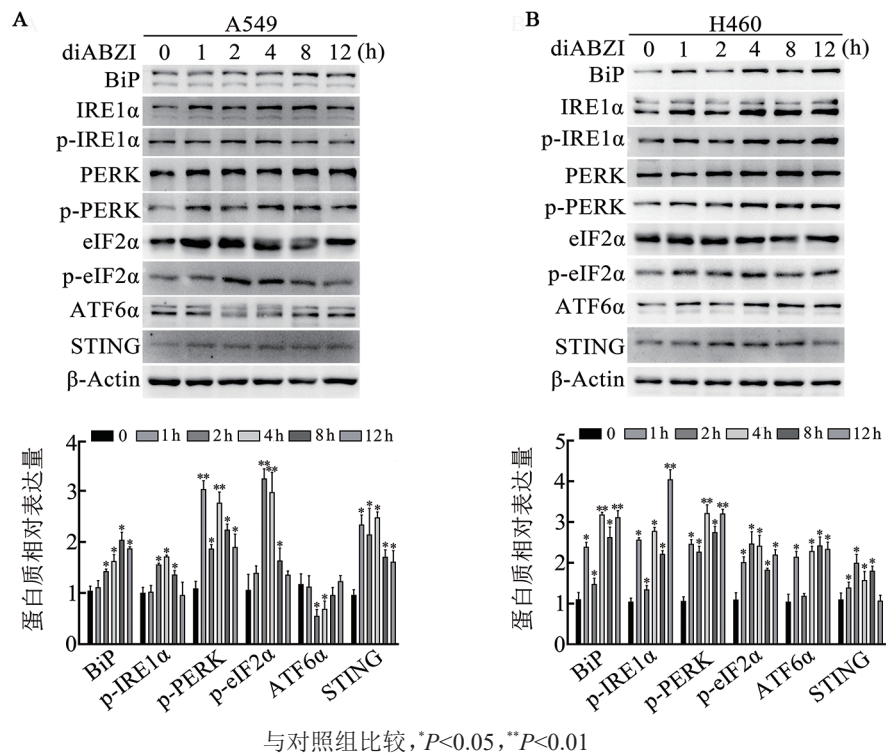 A
A549
diABZI 0 1 2 4 8 12 (h)
BiP
IRE1α
p-IRE1α
PERK
p-PERK
eIF2α
p-eIF2α
ATF6α
STING
β-Actin
蛋白质相对表达量
0 1 h 2 h 4 h 8 h 12 h
4
3
2
1
0
** ** ** ** * * * * * * * * * * * * * * * * * *
BiP p-IRE1α p-PERK p-eIF2α ATF6α STING
B
H460
diABZI 0 1 2 4 8 12 (h)
BiP
IRE1α
p-IRE1α
PERK
p-PERK
eIF2α
p-eIF2α
ATF6α
STING
β-Actin
蛋白质相对表达量
0 1 h 2 h 4 h 8 h 12 h
5
4
3
2
1
0
BiP p-IRE1α p-PERK p-eIF2α ATF6α STING
与对照组比较,*P<0.05,**P<0.01